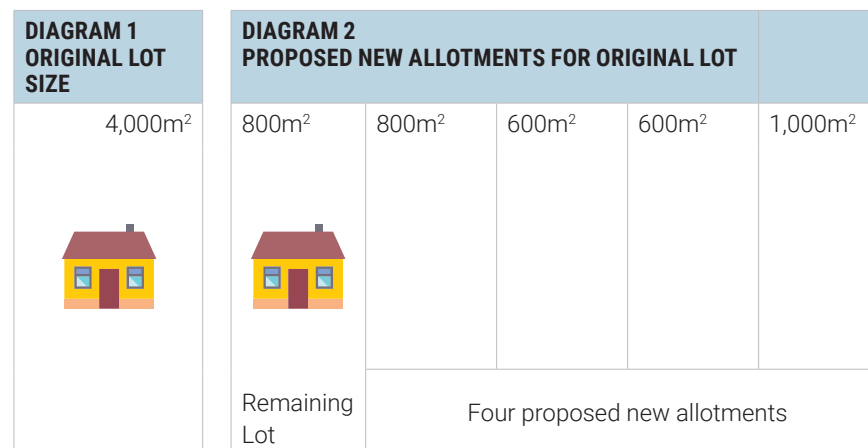 DIAGRAM 1
ORIGINAL LOT
SIZE
4,000m²
DIAGRAM 2
PROPOSED NEW ALLOTMENTS FOR ORIGINAL LOT
800m²
800m²
600m²
600m²
1,000m²
Remaining
Lot
Four proposed new allotments